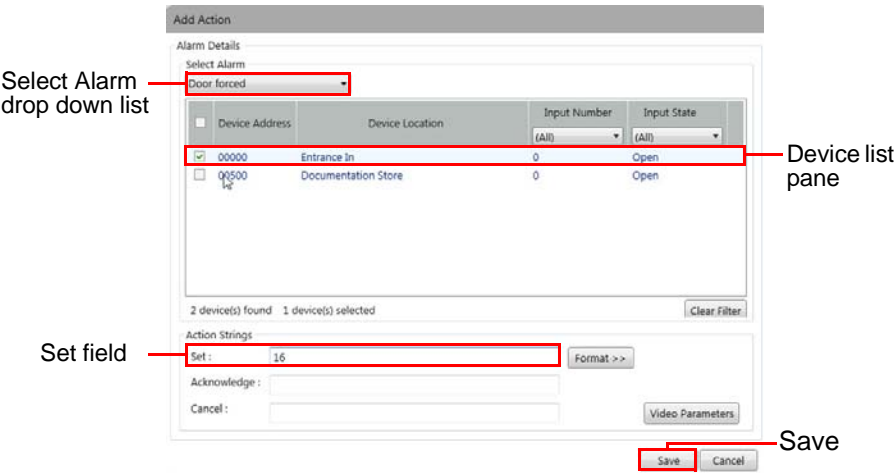 Add Action
Alarm Details
Select Alarm
Select Alarm
drop down list
Door forced
Device Address
Device Location
Input Number
Input State
(All)
(All)
00000 Entrance In 0 Open
Device list
pane
00500 Documentation Store 0 Open
2 device(s) found 1 device(s) selected
Clear Filter
Action Strings
Set field
Set : 16
Format >>
Acknowledge :
Cancel :
Video Parameters
Save
Save
Cancel